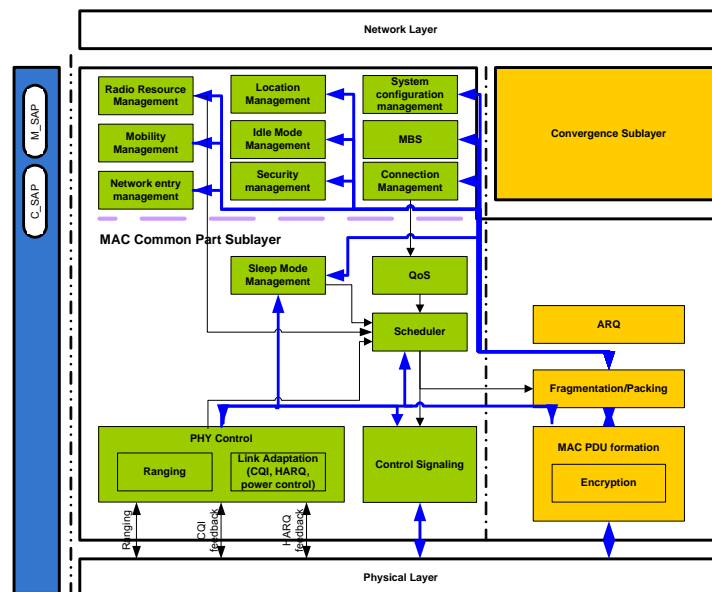 Network Layer
M_SAP
C_SAP
Radio Resource
Management
Location
Management
System
configuration
management
Mobility
Management
Idle Mode
Management
MBS
Network entry
management
Security
management
Connection
Management
Convergence Sublayer
MAC Common Part Sublayer
Sleep Mode
Management
QoS
Scheduler
ARQ
Fragmentation/Packing
PHY Control
Ranging
Link Adaptation
(CQI, HARQ,
power control)
Control Signaling
MAC PDU formation
Encryption
Ranging
CQI
feedback
HARQ
feedback
Physical Layer